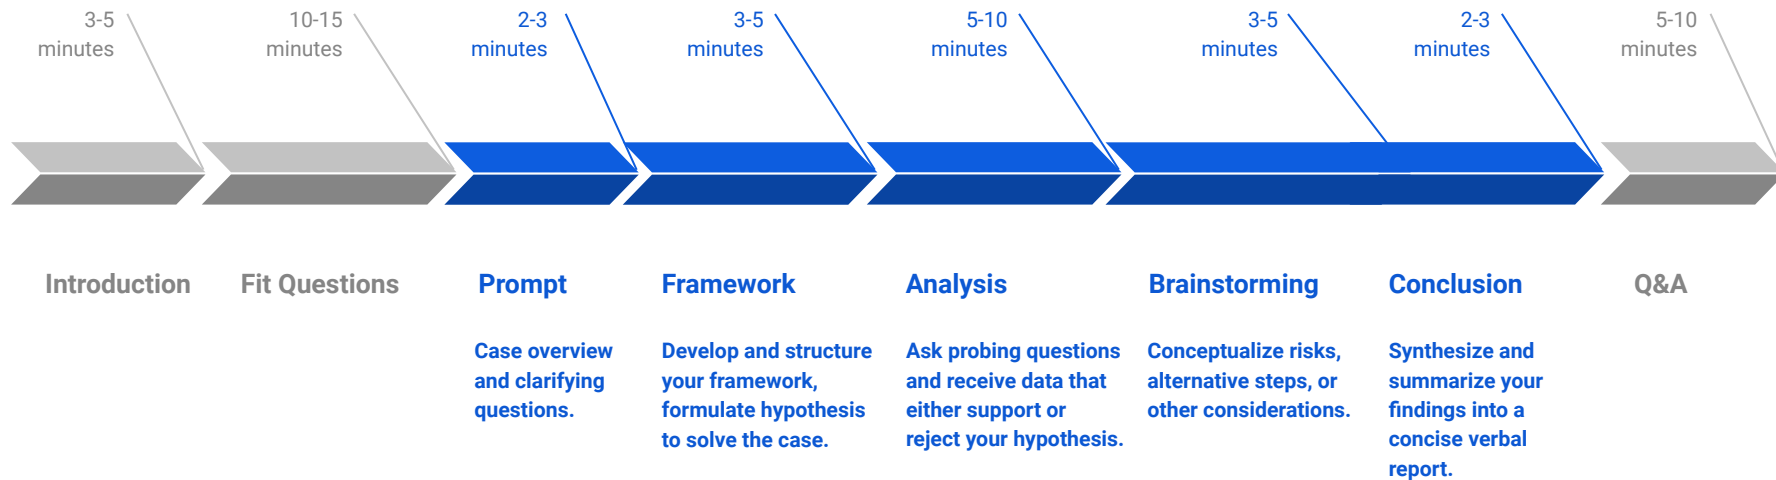 3-5
minutes
10-15
minutes
2-3
minutes
3-5
minutes
5-10
minutes
3-5
minutes
2-3
minutes
5-10
minutes
Introduction
Fit Questions
Prompt
Framework
Analysis
Brainstorming
Conclusion
Q&A
Case overview
and clarifying
questions.
Develop and structure
your framework,
formulate hypothesis
to solve the case.
Ask probing questions
and receive data that
either support or
reject your hypothesis.
Conceptualize risks,
alternative steps, or
other considerations.
Synthesize and
summarize your
findings into a
concise verbal
report.